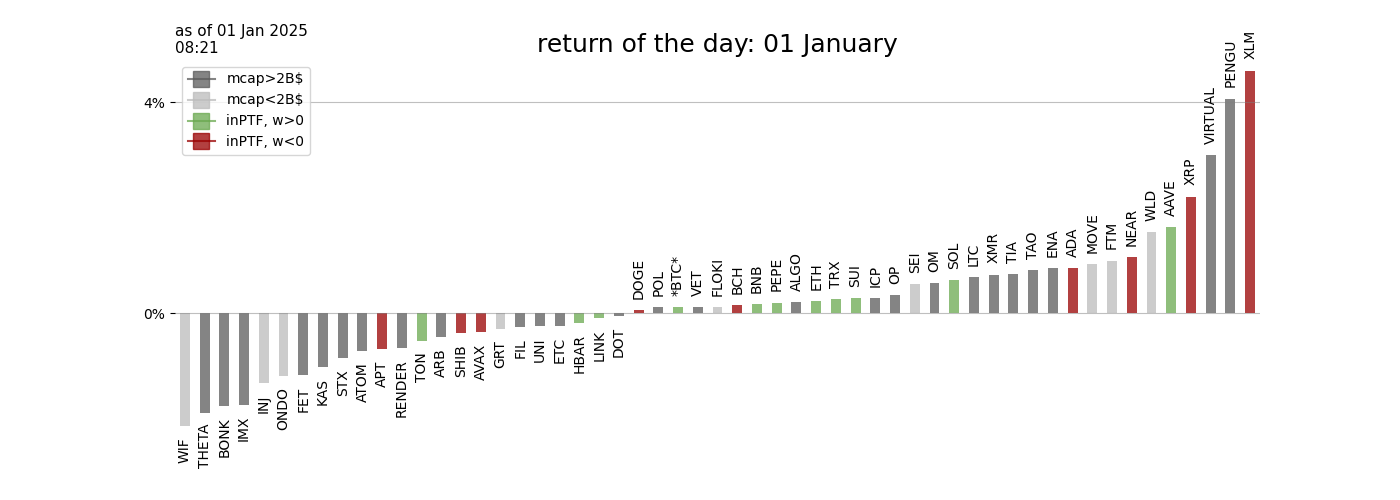 as of 01 Jan 2025
08:21
return of the day: 01 January
mcap>2B$
mcap<2B$
inPTF, w>0
inPTF, w<0
4%
0%
WIF
THETA
BONK
IMX
INJ
ONDO
FET
KAS
STX
ATOM
APT
RENDER
TON
ARB
SHIB
AVAX
GRT
FIL
UNI
ETC
HBAR
LINK
DOT
DOGE
POL
*BTC*
VET
FLOKI
BCH
BNB
PEPE
ALGO
ETH
TRX
SUI
ICP
OP
SEI
OM
SOL
LTC
XMR
TIA
TAO
ENA
ADA
MOVE
FTM
NEAR
WLD
AAVE
XRP
VIRTUAL
PENGU
XLM